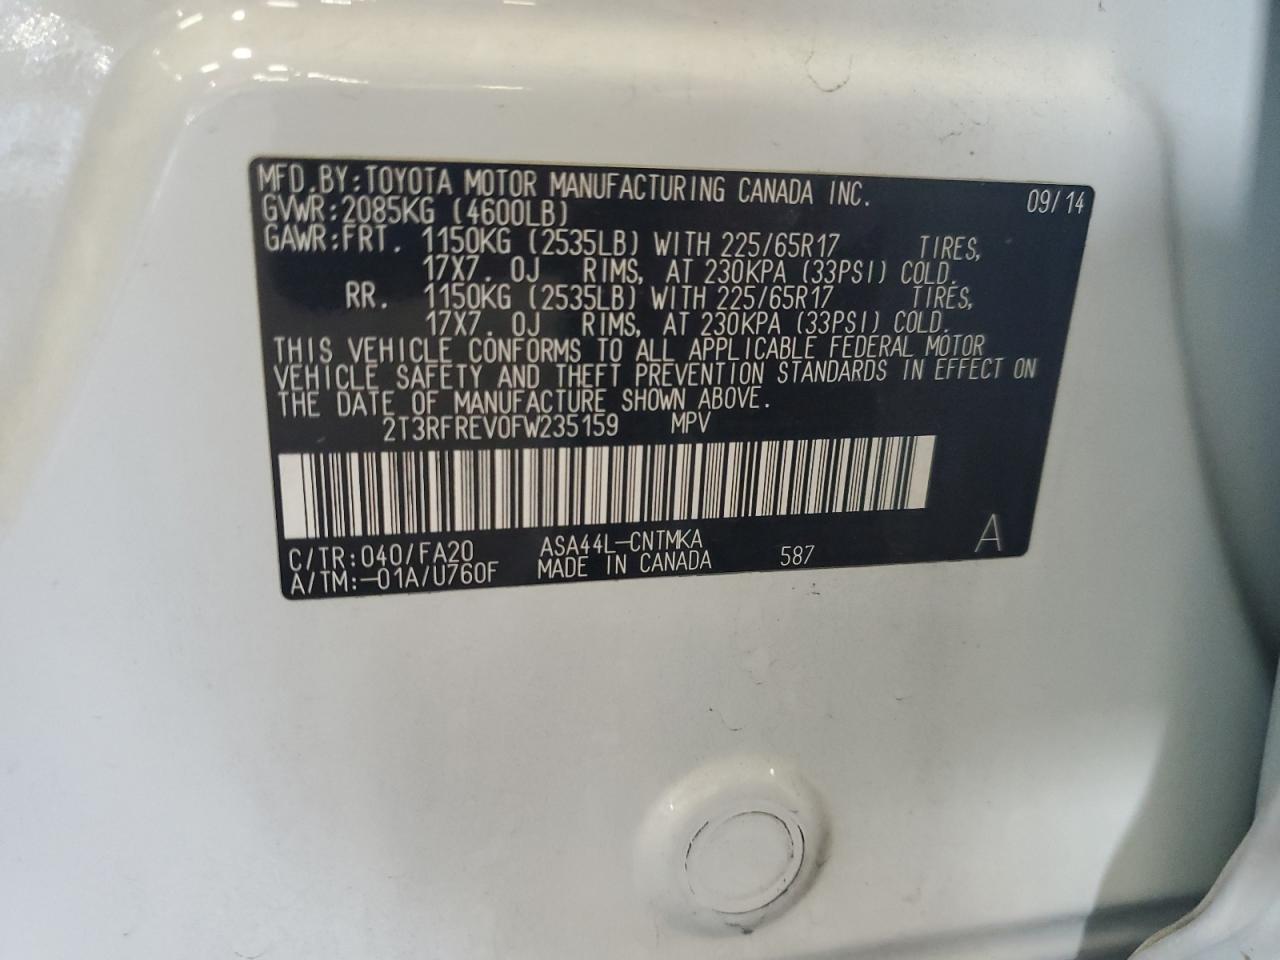 MFD.BY:TOYOTA MOTOR MANUFACTURING CANADA INC. 09/14
GVWR:2085KG (4600LB)
GAWR:FRT. 1150KG (2535LB) WITH 225/65R17 TIRES,
17X7.0J RIMS, AT 230KPA (33PSI) COLD.
RR. 1150KG (2535LB) WITH 225/65R17 TIRES,
17X7.0J RIMS, AT 230KPA (33PSI) COLD.
THIS VEHICLE CONFORMS TO ALL APPLICABLE FEDERAL MOTOR
VEHICLE SAFETY AND THEFT PREVENTION STANDARDS IN EFFECT ON
THE DATE OF MANUFACTURE SHOWN ABOVE.
2T3RFREV0FW235159 MPV
C/TR:040/FA20 ASA44L-CNTMKA 587 A
A/TM:-01A/U760F MADE IN CANADA